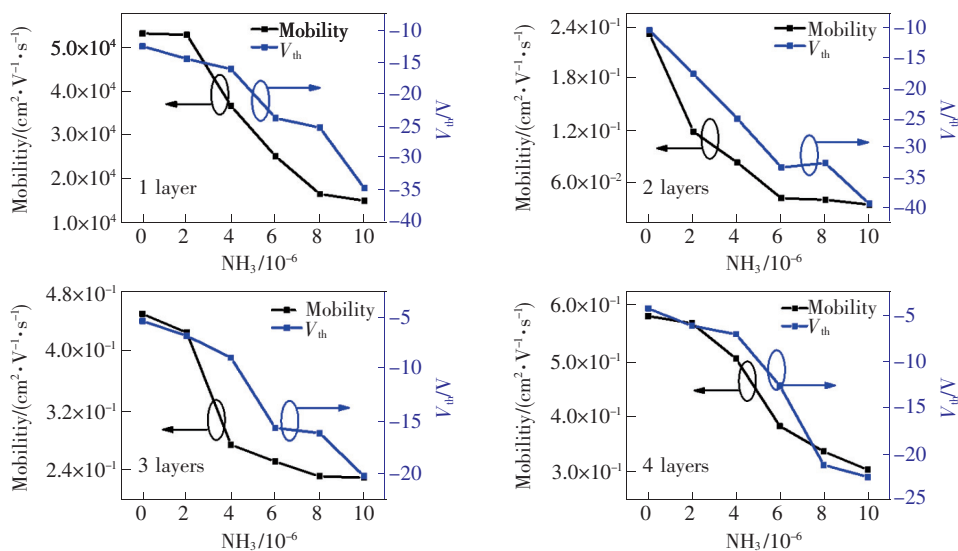 Mobilitiy/(cm²·V⁻¹·s⁻¹)
5.0×10⁴
4.0×10⁴
3.0×10⁴
2.0×10⁴
1.0×10⁴
Mobility
Vth
1 layer
−10
−15
−20
−25
−30
−35
−40
Vth/V
0 2 4 6 8 10
NH₃/10⁻⁶
Mobilitiy/(cm²·V⁻¹·s⁻¹)
2.4×10⁻¹
1.8×10⁻¹
1.2×10⁻¹
6.0×10⁻²
Mobility
Vth
2 layers
−10
−15
−20
−25
−30
−35
−40
Vth/V
0 2 4 6 8 10
NH₃/10⁻⁶
Mobilitiy/(cm²·V⁻¹·s⁻¹)
4.8×10⁻¹
4.0×10⁻¹
3.2×10⁻¹
2.4×10⁻¹
Mobility
Vth
3 layers
−5
−10
−15
−20
Vth/V
0 2 4 6 8 10
NH₃/10⁻⁶
Mobilitiy/(cm²·V⁻¹·s⁻¹)
6.0×10⁻¹
5.0×10⁻¹
4.0×10⁻¹
3.0×10⁻¹
Mobility
Vth
4 layers
−5
−10
−15
−20
−25
Vth/V
0 2 4 6 8 10
NH₃/10⁻⁶